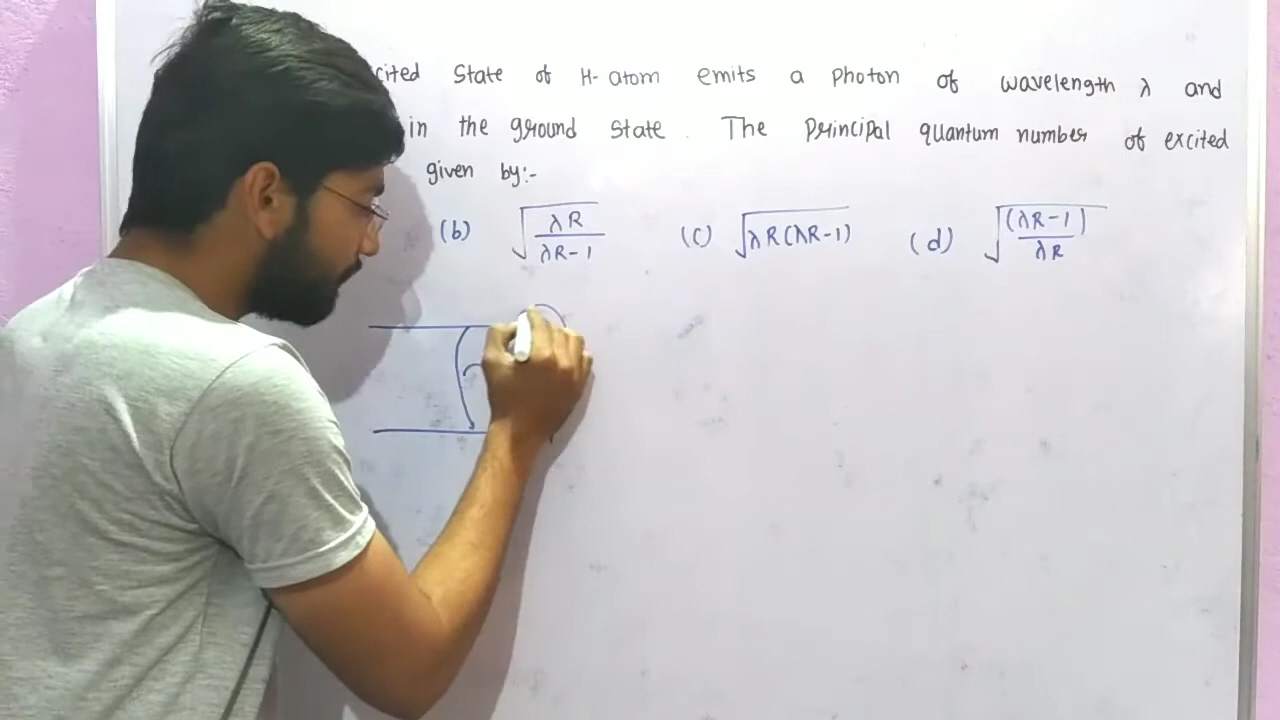 cited State of H-atom emits a photon of wavelength λ and
in the ground state. The principal quantum number of excited
given by:-
(b) √(λR/(λR-1)) (c) √(λR(λR-1)) (d) √((λR-1)/λR)